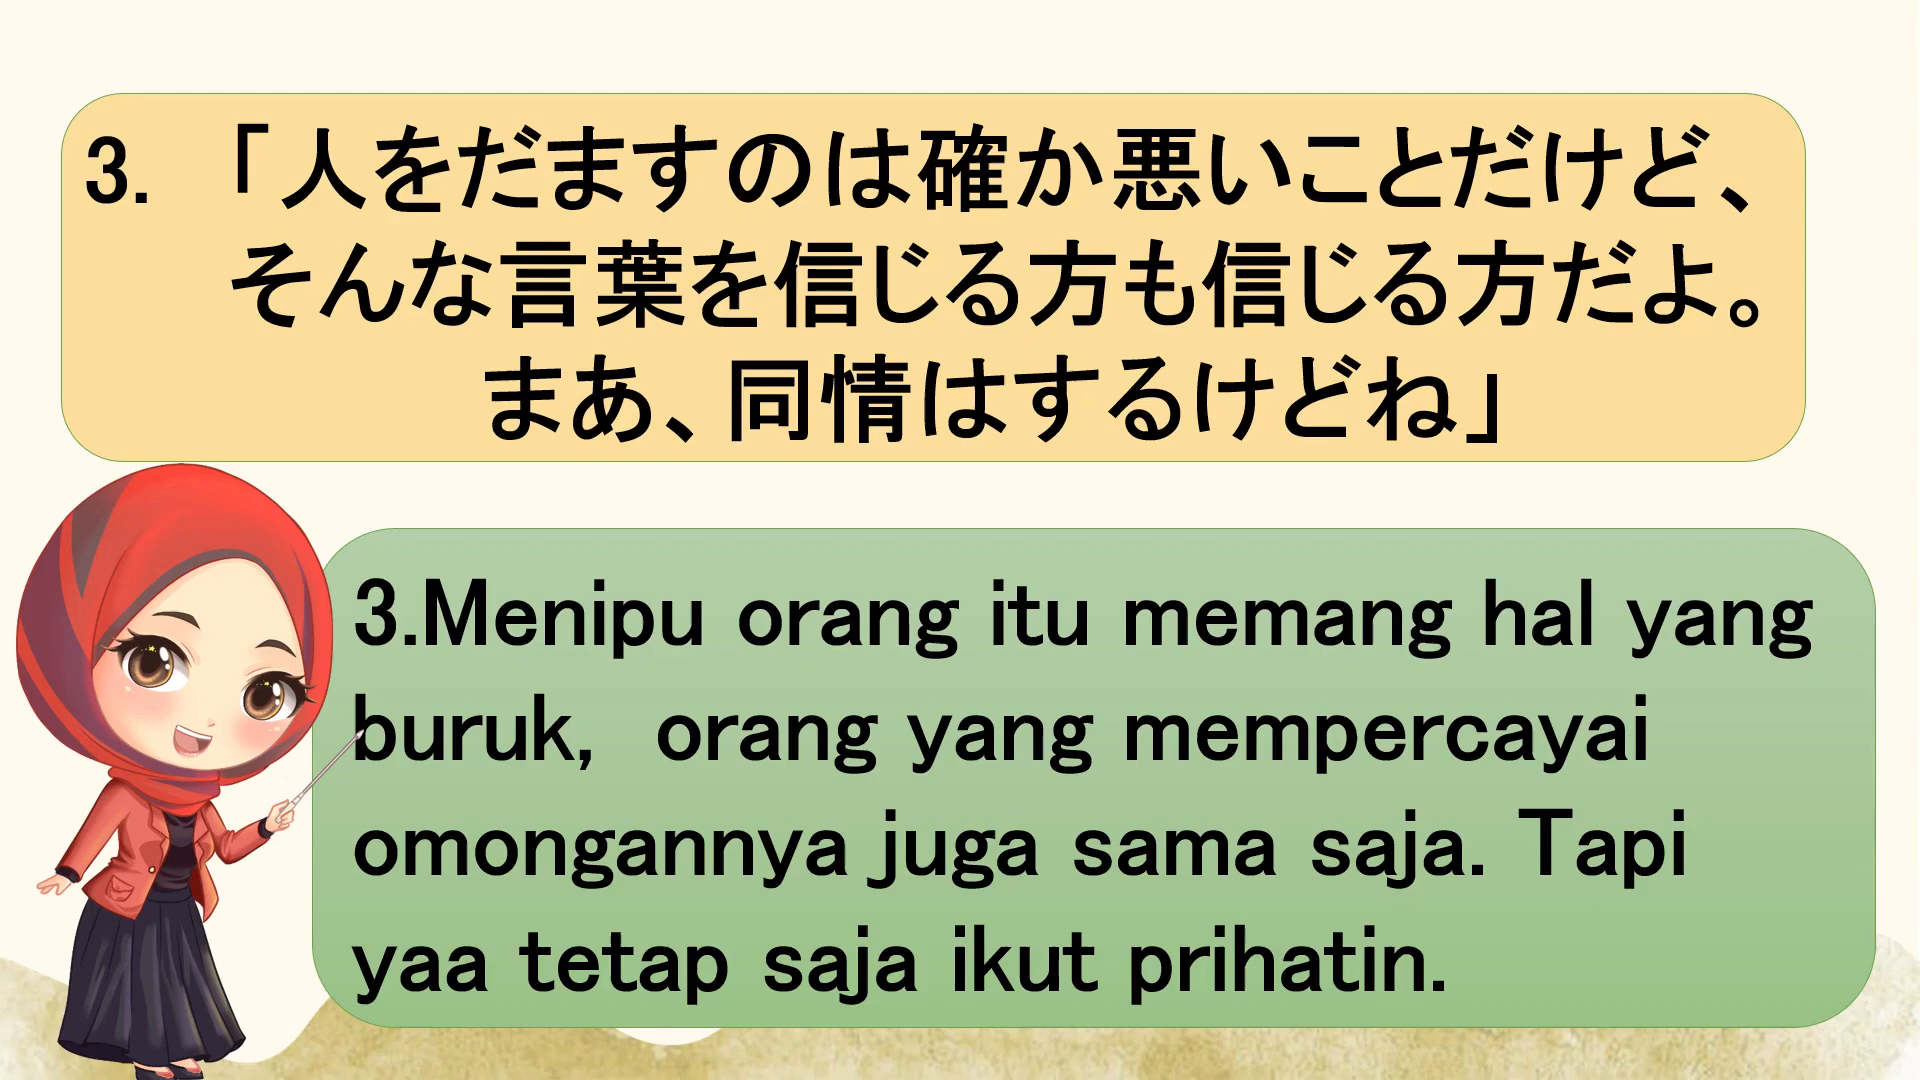 3. 「人をだますのは確か悪いことだけど、
そんな言葉を信じる方も信じる方だよ。
まあ、同情はするけどね」
3.Menipu orang itu memang hal yang
buruk, orang yang mempercayai
omongannya juga sama saja. Tapi
yaa tetap saja ikut prihatin.